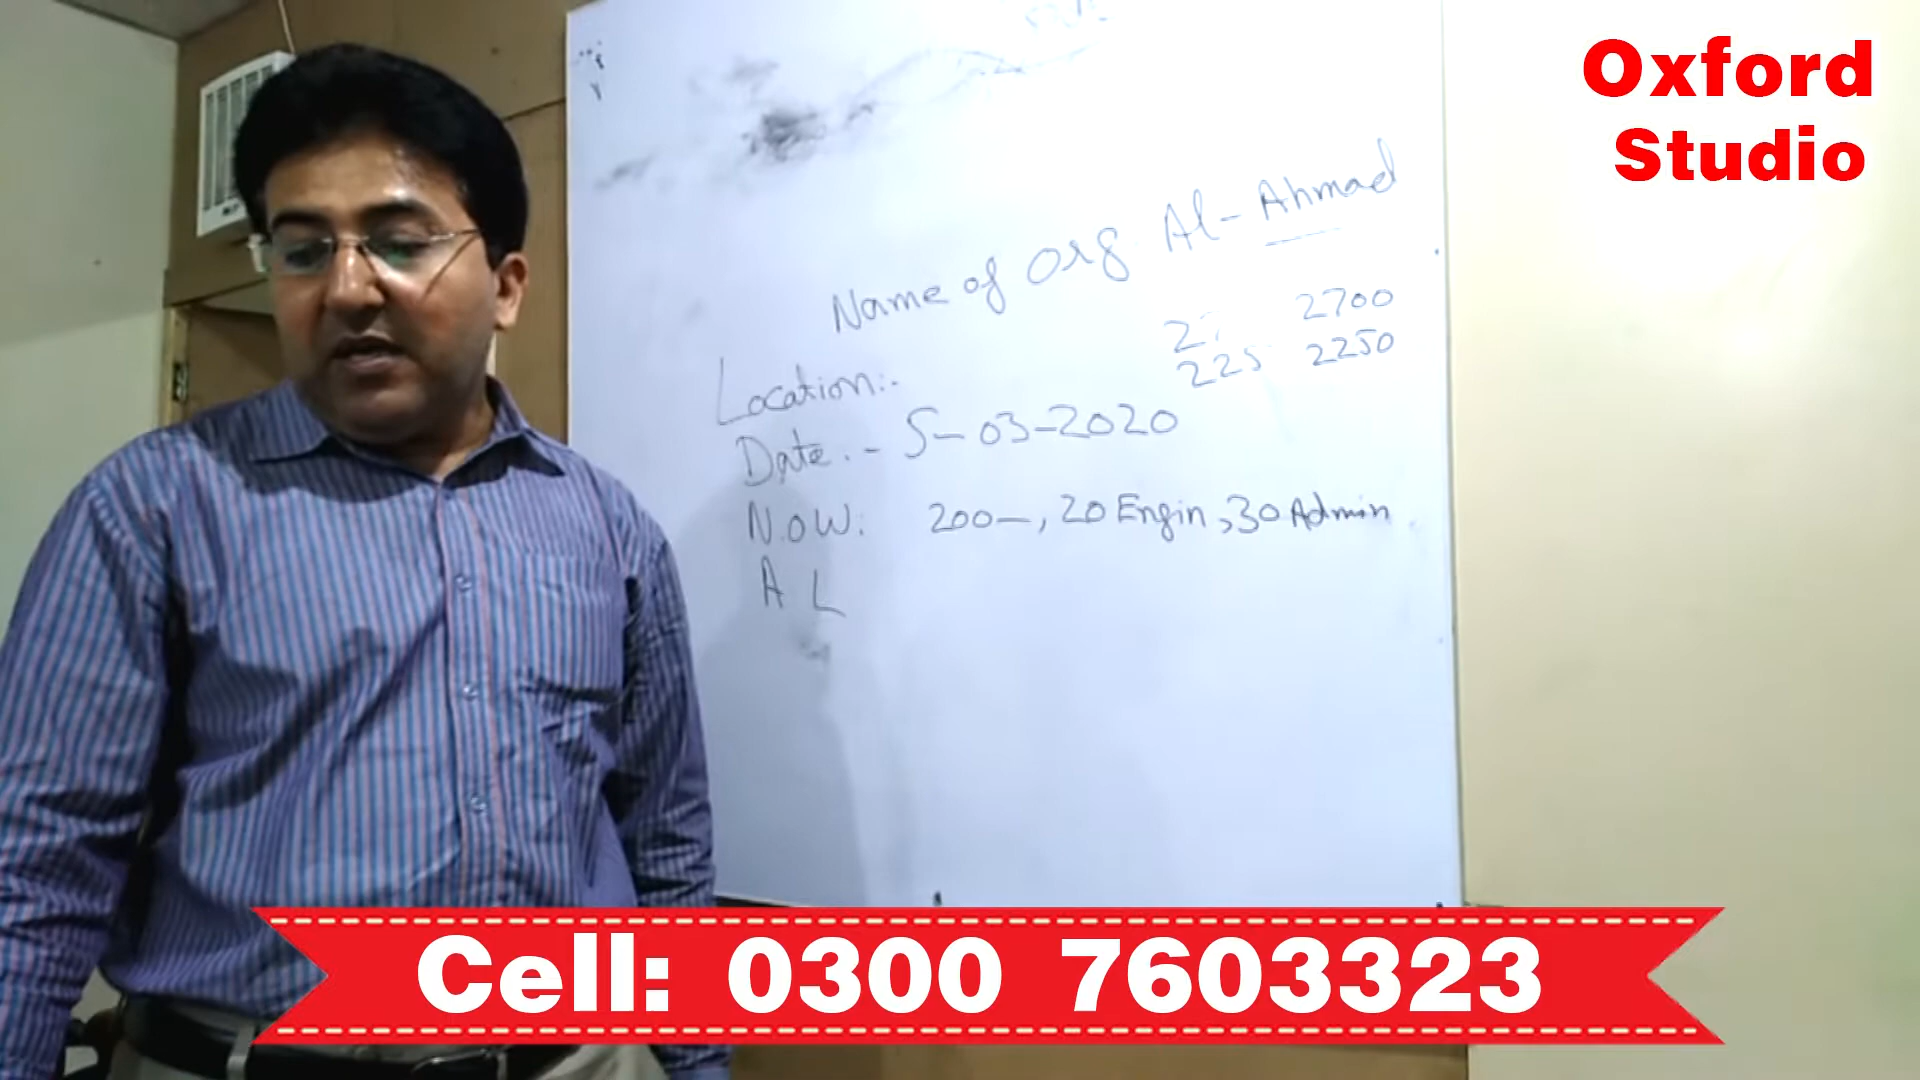 Oxford
Studio
Name of Org. Al-Ahmad
2700
225 2250
Location:-
Date:- 5-03-2020
N.O.W: 200—, 20 Engin, 30 Admin
A L
Cell: 0300 7603323